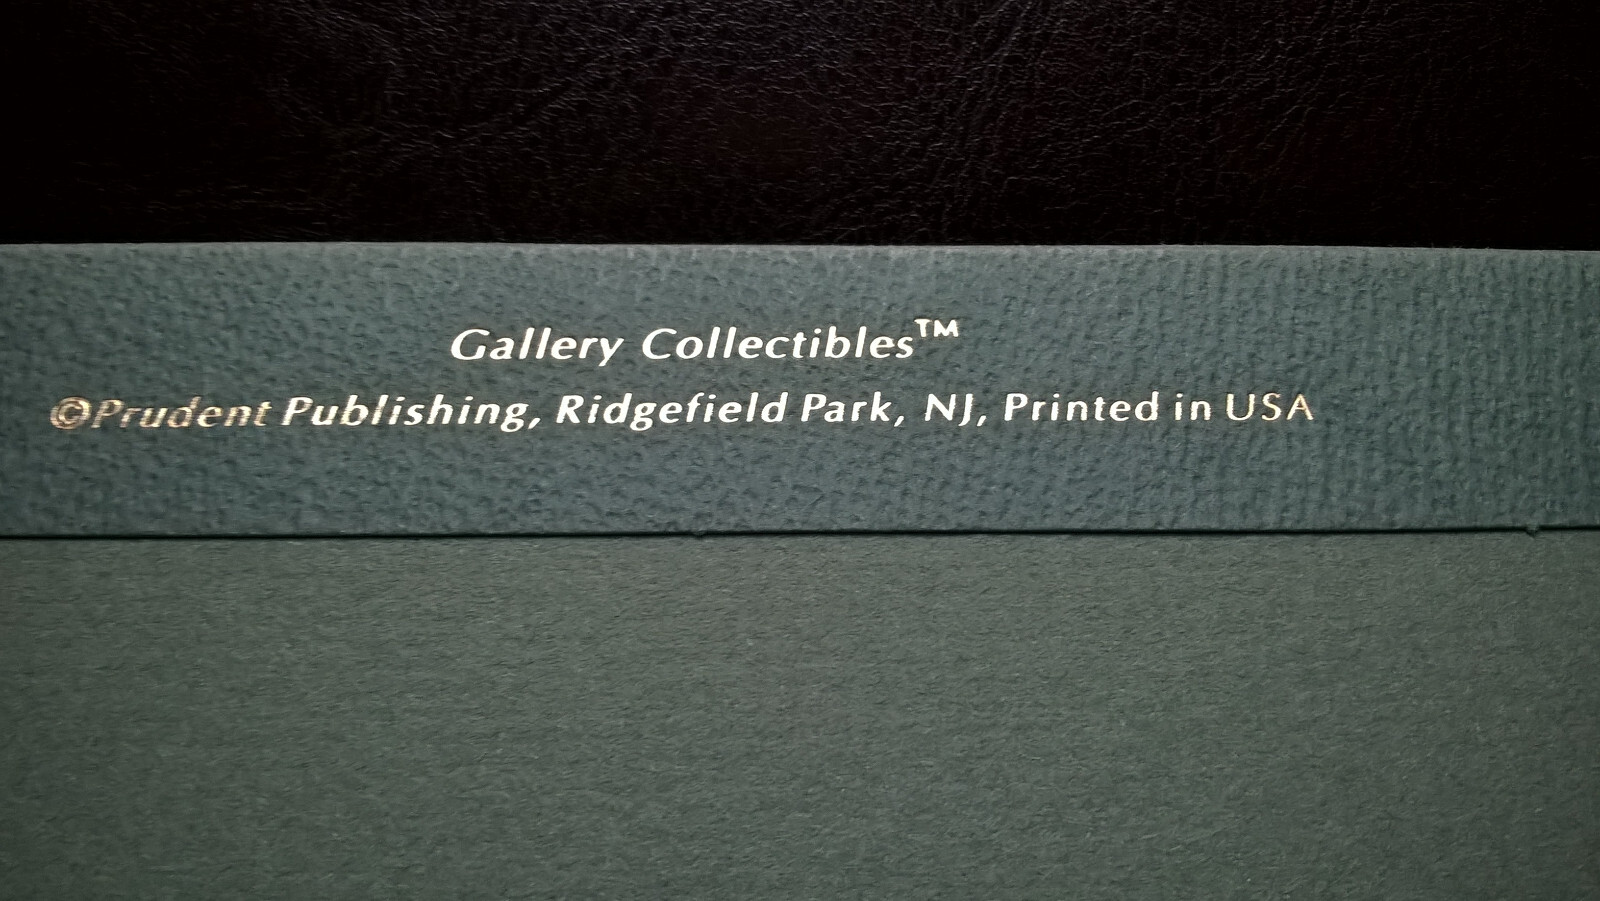 Gallery Collectibles™
©Prudent Publishing, Ridgefield Park, NJ, Printed in USA